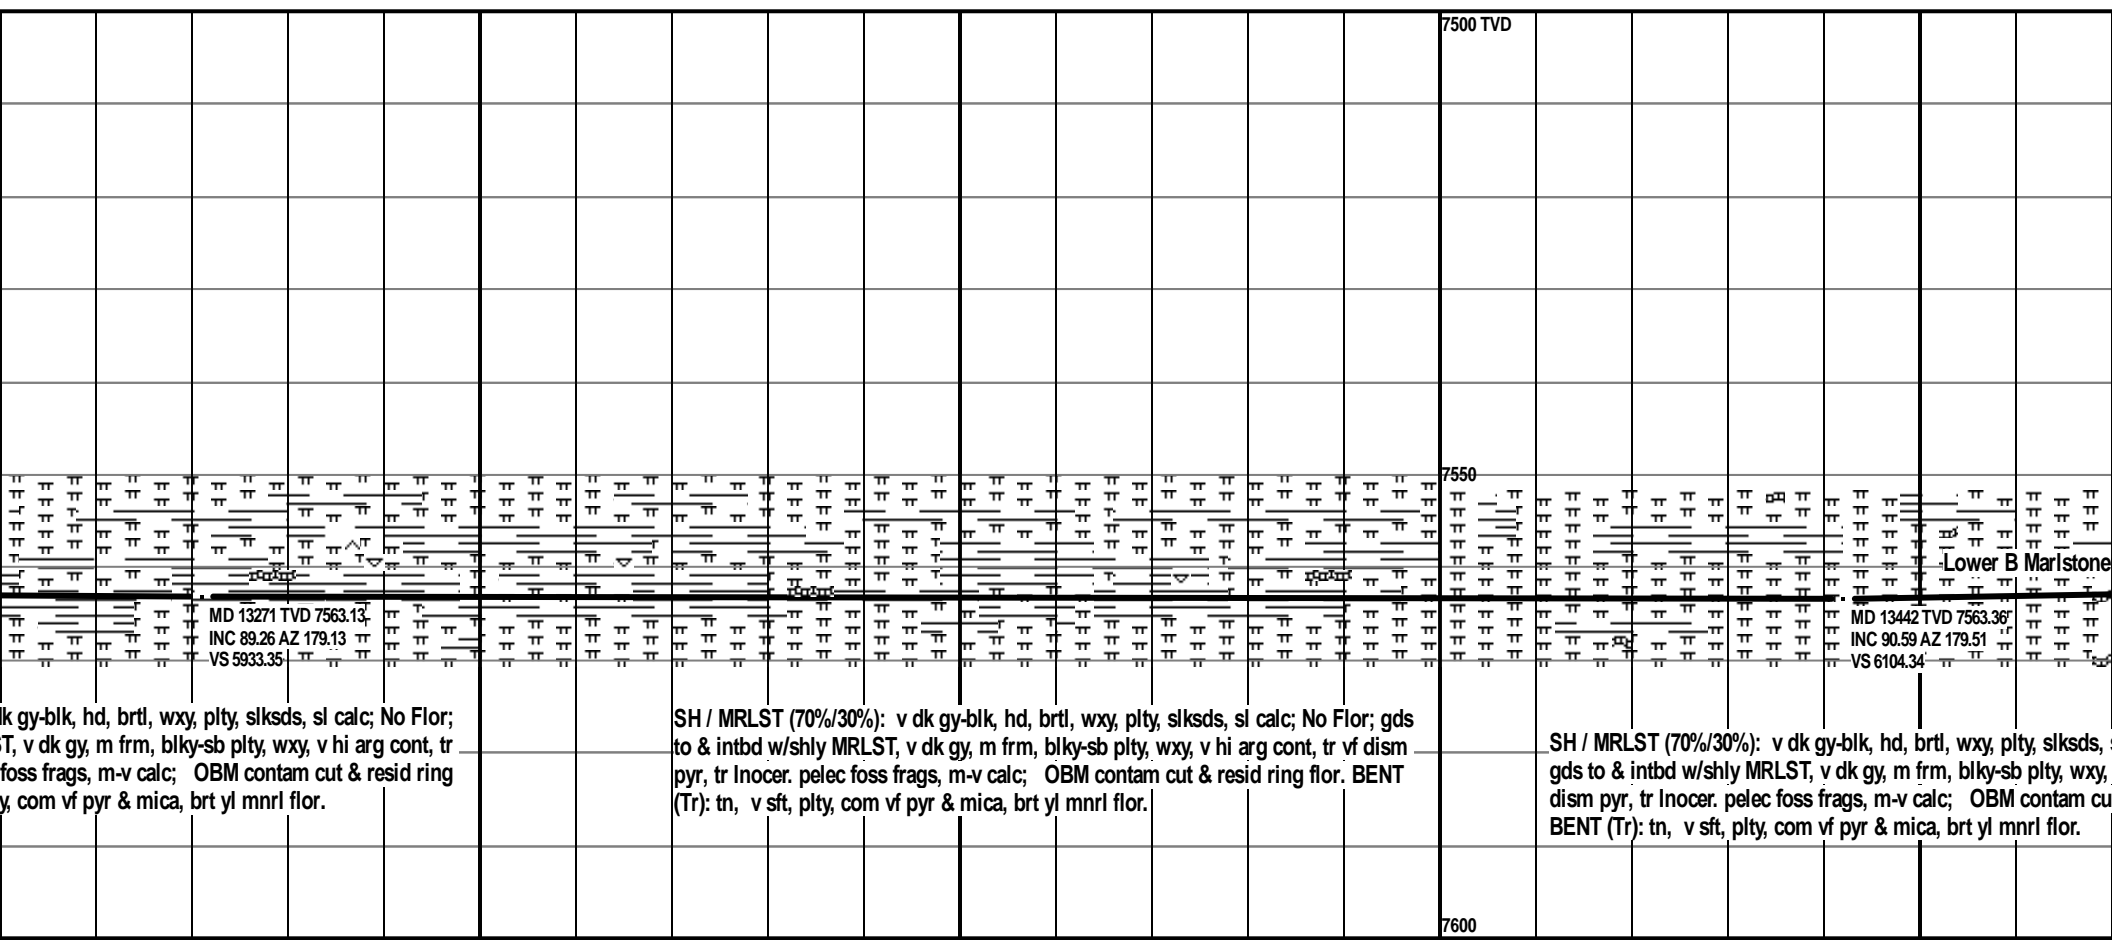 7500 TVD
7550
Lower B Marlstone
MD 13271 TVD 7563.13
INC 89.26 AZ 179.13
VS 5933.35
MD 13442 TVD 7563.36
INC 90.59 AZ 179.51
VS 6104.34
gy-blk, hd, brtl, wxy, plty, slksds, sl calc; No Flor;
v dk gy, m frm, blky-sb plty, wxy, v hi arg cont, tr
foss frags, m-v calc; OBM contam cut & resid ring
com vf pyr & mica, brt yl mnrl flor.
SH / MRLST (70%/30%): v dk gy-blk, hd, brtl, wxy, plty, slksds, sl calc; No Flor; gds
to & intbd w/shly MRLST, v dk gy, m frm, blky-sb plty, wxy, v hi arg cont, tr vf dism
pyr, tr Inocer. pelec foss frags, m-v calc; OBM contam cut & resid ring flor. BENT
(Tr): tn, v sft, plty, com vf pyr & mica, brt yl mnrl flor.
SH / MRLST (70%/30%): v dk gy-blk, hd, brtl, wxy, plty, slksds,
gds to & intbd w/shly MRLST, v dk gy, m frm, blky-sb plty, wxy,
dism pyr, tr Inocer. pelec foss frags, m-v calc; OBM contam
BENT (Tr): tn, v sft, plty, com vf pyr & mica, brt yl mnrl flor.
7600